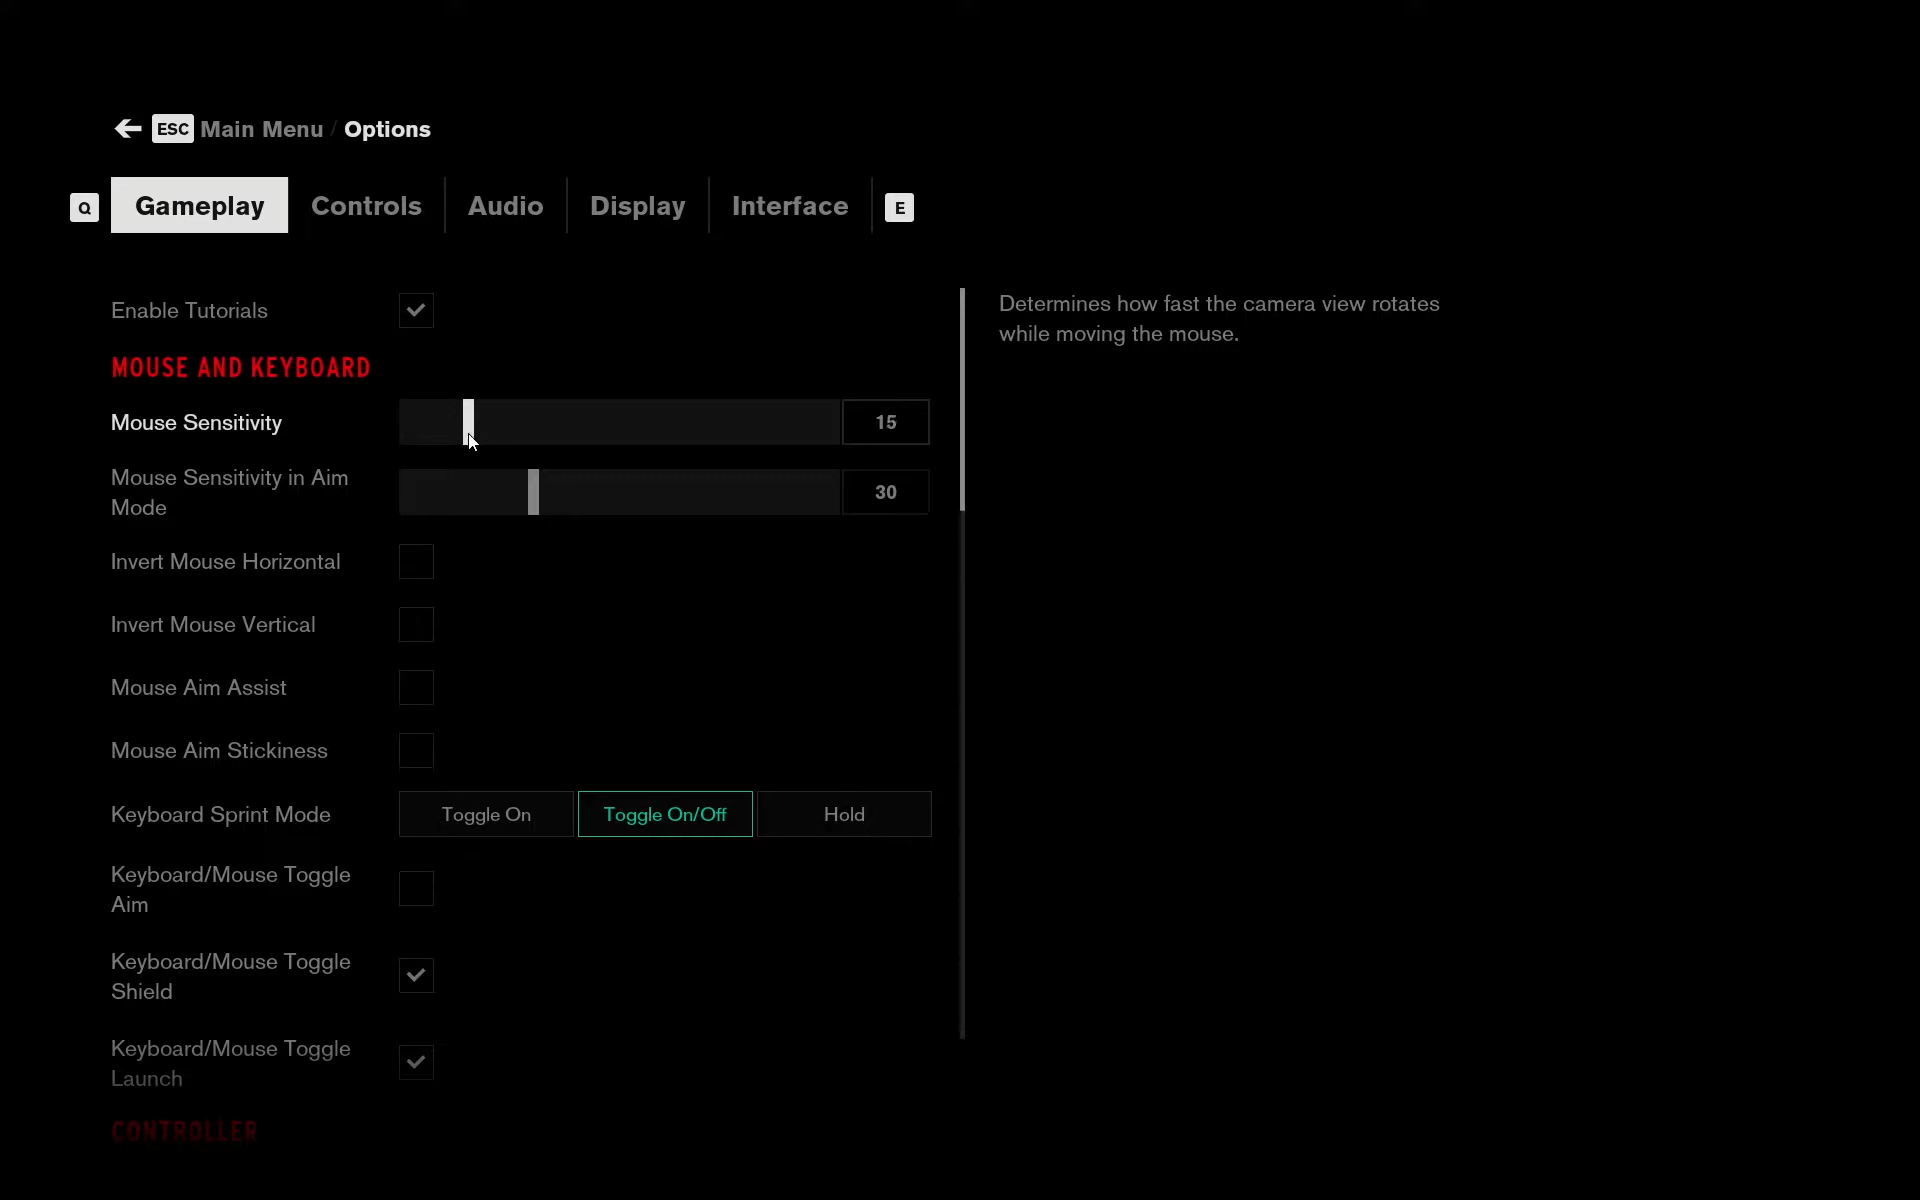 ESC Main Menu / Options
Q Gameplay Controls Audio Display Interface E
Enable Tutorials
MOUSE AND KEYBOARD
Mouse Sensitivity 15
Mouse Sensitivity in Aim
Mode
30
Invert Mouse Horizontal
Invert Mouse Vertical
Mouse Aim Assist
Mouse Aim Stickiness
Keyboard Sprint Mode Toggle On Toggle On/Off Hold
Keyboard/Mouse Toggle
Aim
Keyboard/Mouse Toggle
Shield
Keyboard/Mouse Toggle
Launch
CONTROLLER
Determines how fast the camera view rotates
while moving the mouse.